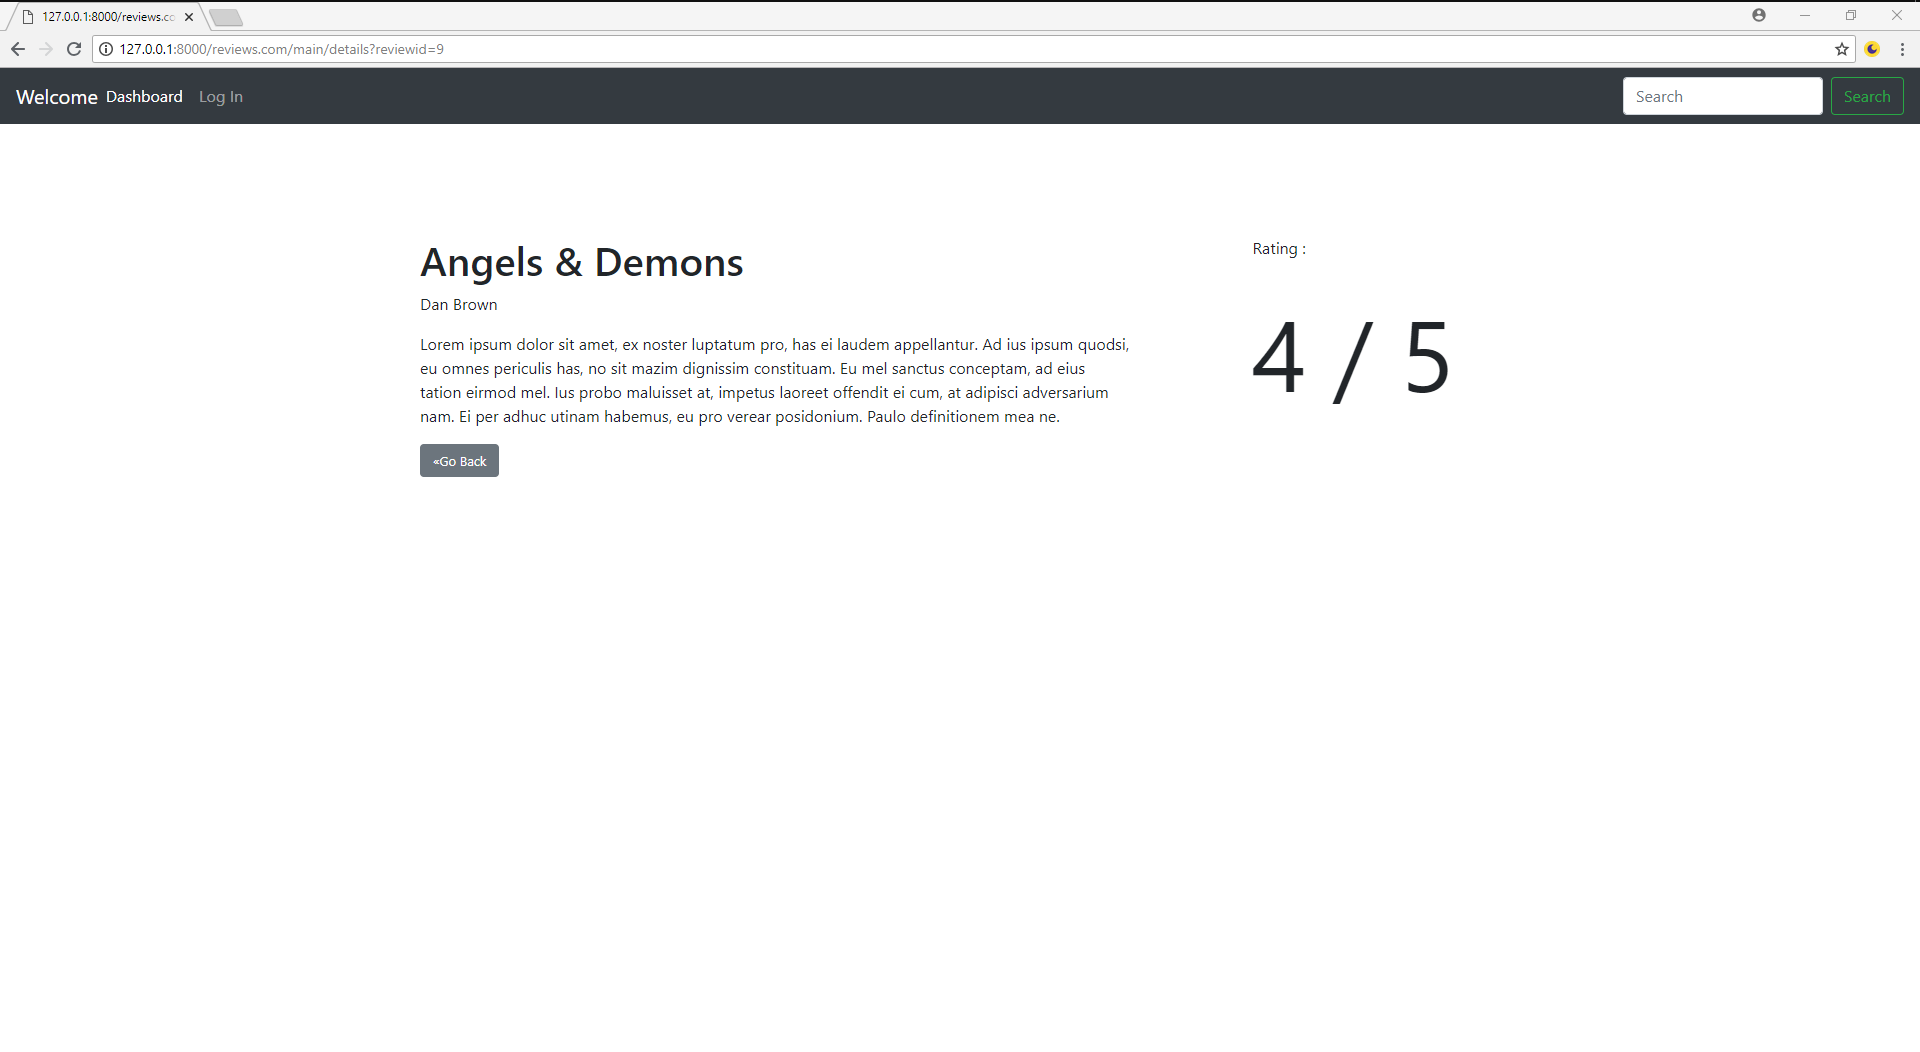 127.0.0.1:8000/reviews.co
127.0.0.1:8000/reviews.com/main/details?reviewid=9
Welcome Dashboard Log In Search Search
Angels & Demons
Dan Brown
Lorem ipsum dolor sit amet, ex noster luptatum pro, has ei laudem appellantur. Ad ius ipsum quodsi,
eu omnes periculis has, no sit mazim dignissim constituam. Eu mel sanctus conceptam, ad eius
tation eirmod mel. Ius probo maluisset at, impetus laoreet offendit ei cum, at adipisci adversarium
nam. Ei per adhuc utinam habemus, eu pro verear posidonium. Paulo definitionem mea ne.
«Go Back
Rating :
4 / 5